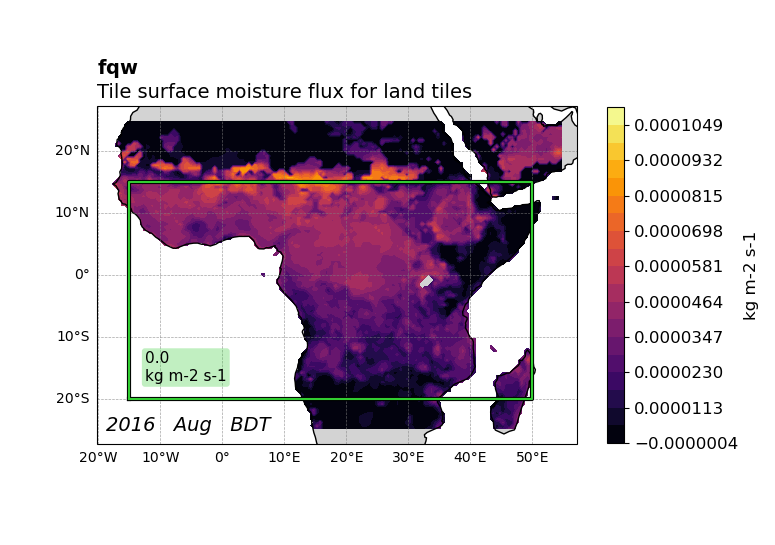 fqw
Tile surface moisture flux for land tiles
20°N
10°N
0°
10°S
20°S
20°W 10°W 0° 10°E 20°E 30°E 40°E 50°E
0.0
kg m-2 s-1
2016 Aug BDT
0.0001049
0.0000932
0.0000815
0.0000698
0.0000581
0.0000464
0.0000347
0.0000230
0.0000113
−0.0000004
kg m-2 s-1